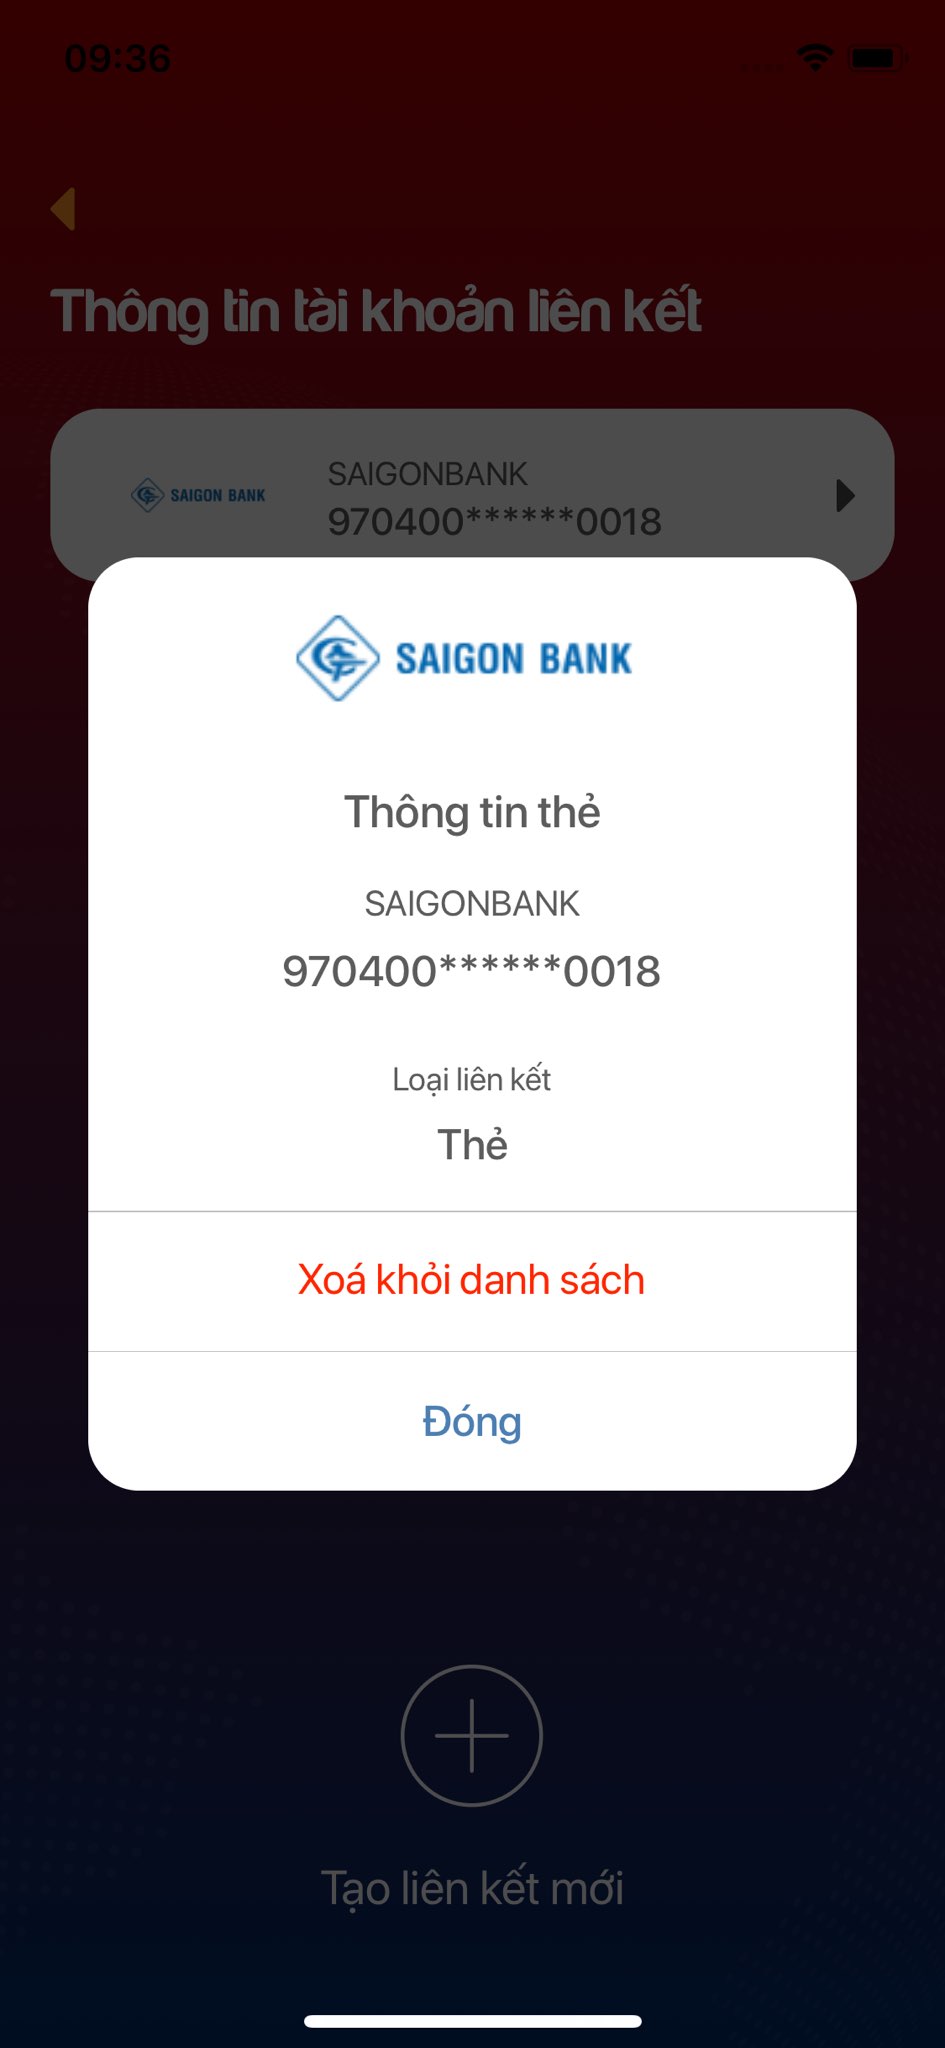 09:36
Thông tin tài khoản liên kết
SAIGON BANK
SAIGONBANK
970400******0018
SAIGON BANK
Thông tin thẻ
SAIGONBANK
970400******0018
Loại liên kết
Thẻ
Xoá khỏi danh sách
Đóng
Tạo liên kết mới